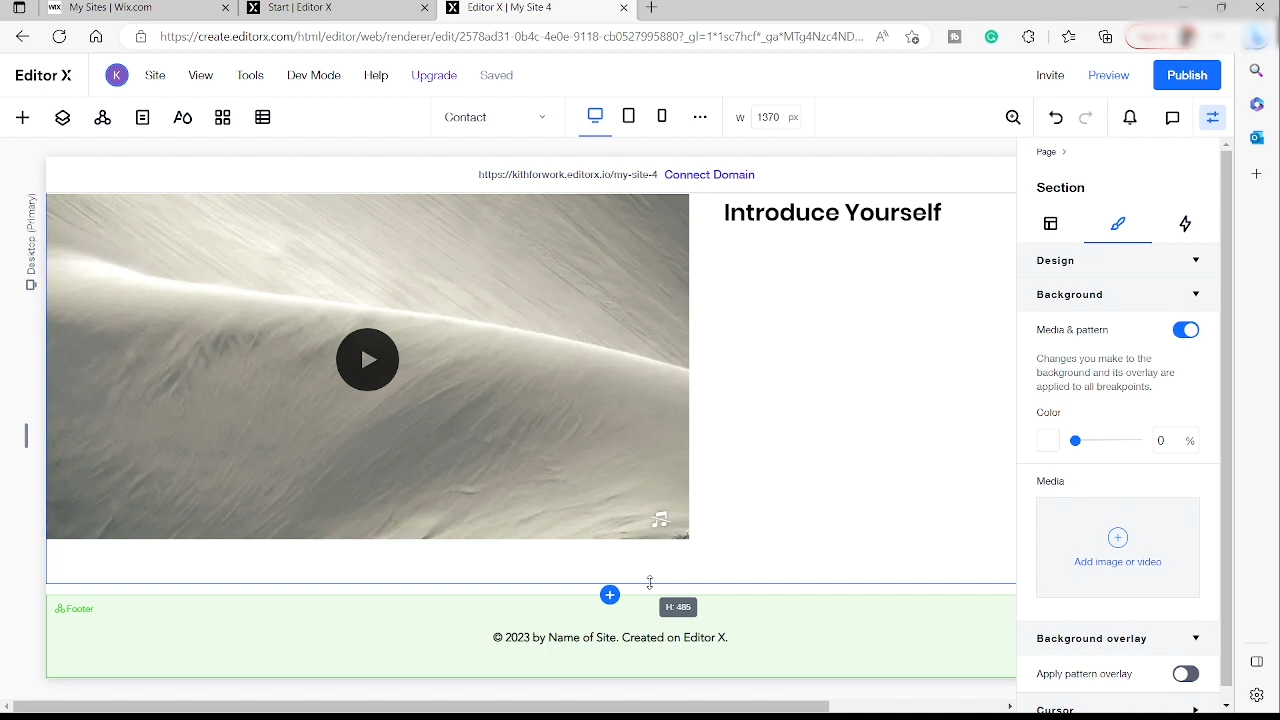 WIX My Sites | Wix.com
Start | Editor X
Editor X | My Site 4
https://create.editorx.com/html/editor/web/renderer/edit/2578ad31-0b4c-4e0e-9118-cb0527995880?_gl=1*1sc7hcf*_ga*MTg4Nzc4ND...
Editor X
K
Site
View
Tools
Dev Mode
Help
Upgrade
Saved
Invite
Preview
Publish
Contact
W 1370 px
https://kithforwork.editorx.io/my-site-4 Connect Domain
Desktop (Primary)
Introduce Yourself
H: 485
Footer
© 2023 by Name of Site. Created on Editor X.
Page
Section
Design
Background
Media & pattern
Changes you make to the
background and its overlay are
applied to all breakpoints.
Color
0 %
Media
Add image or video
Background overlay
Apply pattern overlay
Cursor